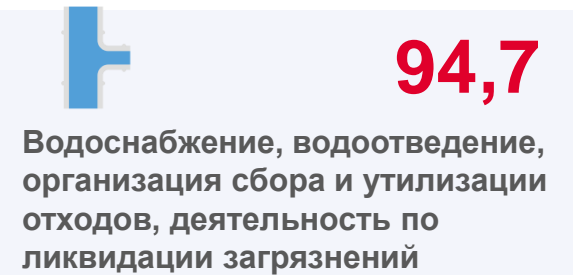 94,7
Водоснабжение, водоотведение,
организация сбора и утилизации
отходов, деятельность по
ликвидации загрязнений